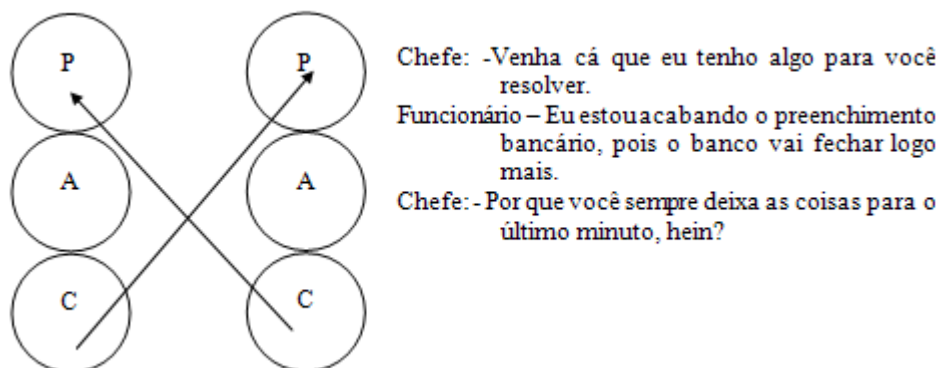 P
P
A
A
C
C
Chefe: -Venha cá que eu tenho algo para você
resolver.
Funcionário – Eu estou acabando o preenchimento
bancário, pois o banco vai fechar logo
mais.
Chefe: - Por que você sempre deixa as coisas para o
último minuto, hein?